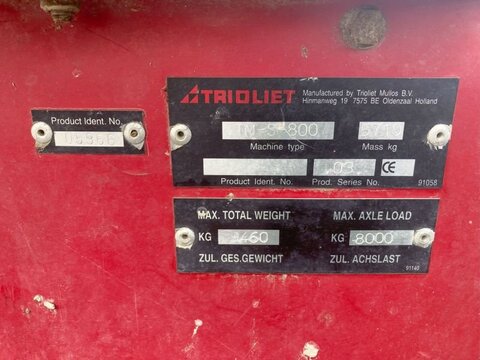 Product Ident. No.
TRIOLIET
Manufactured by Trioliet Mullos B.V.
Hinmanweg 19 7575 BE Oldenzaal Holland
Machine type
Mass kg
03
CE
Product Ident. No.
Prod. Series No.
91058
MAX. TOTAL WEIGHT
MAX. AXLE LOAD
KG
KG 8000
ZUL. GES.GEWICHT
ZUL. ACHSLAST
91140